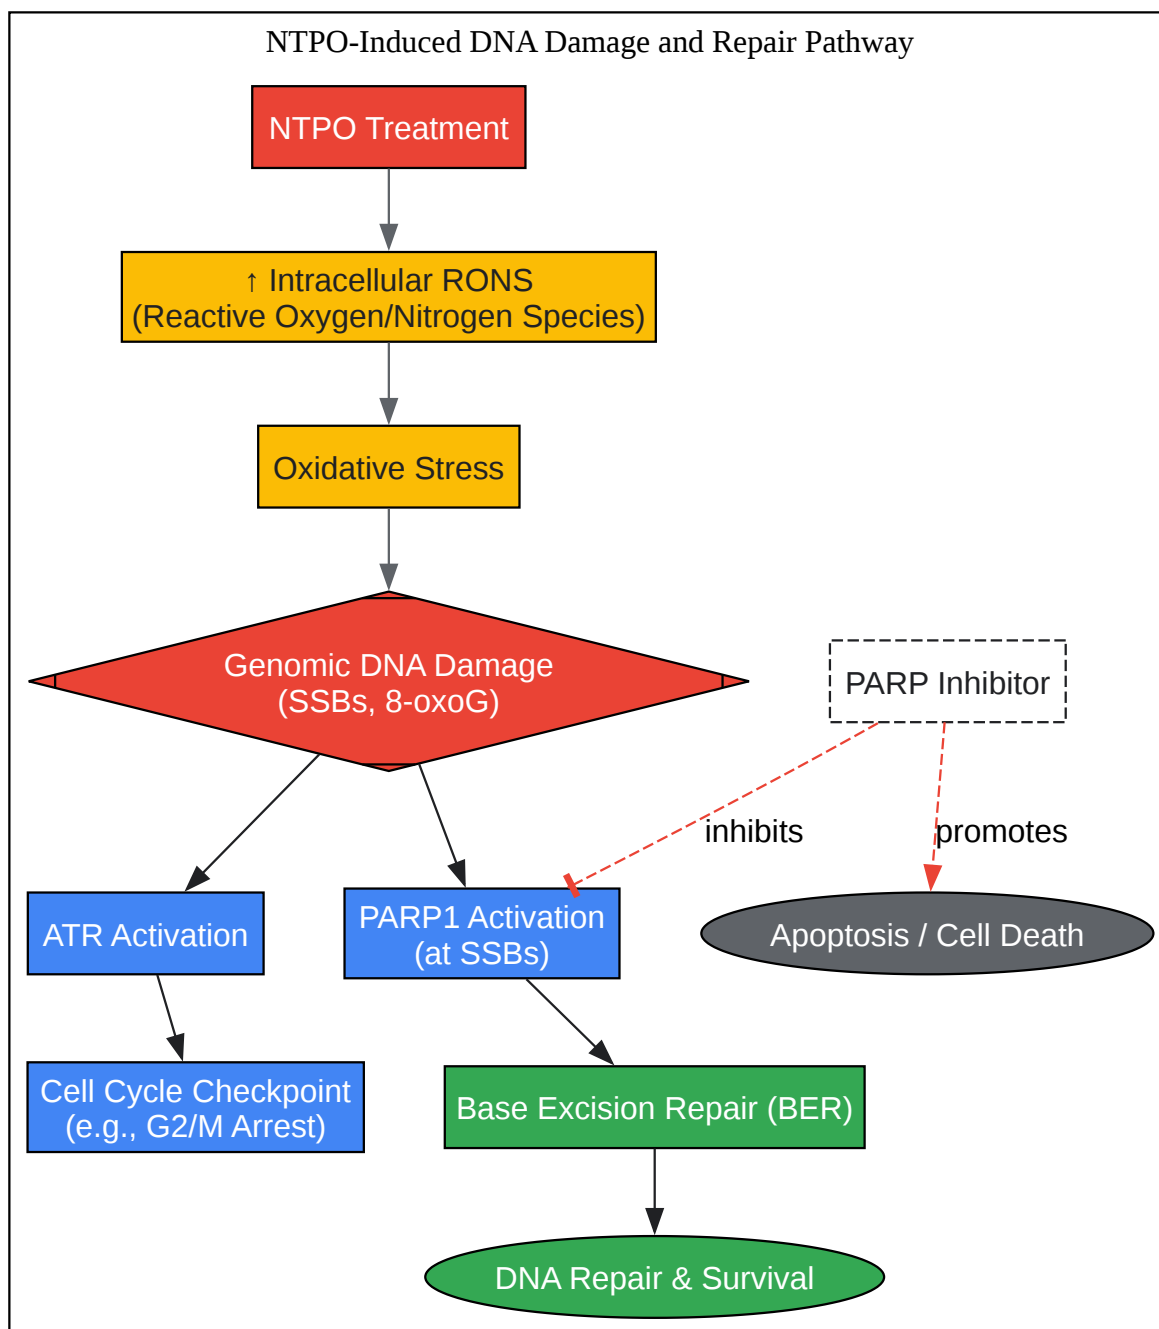 NTPO-Induced DNA Damage and Repair Pathway
NTPO Treatment
↑ Intracellular RONS
(Reactive Oxygen/Nitrogen Species)
Oxidative Stress
Genomic DNA Damage
(SSBs, 8-oxoG)
PARP Inhibitor
inhibits
promotes
ATR Activation
PARP1 Activation
(at SSBs)
Apoptosis / Cell Death
Cell Cycle Checkpoint
(e.g., G2/M Arrest)
Base Excision Repair (BER)
DNA Repair & Survival